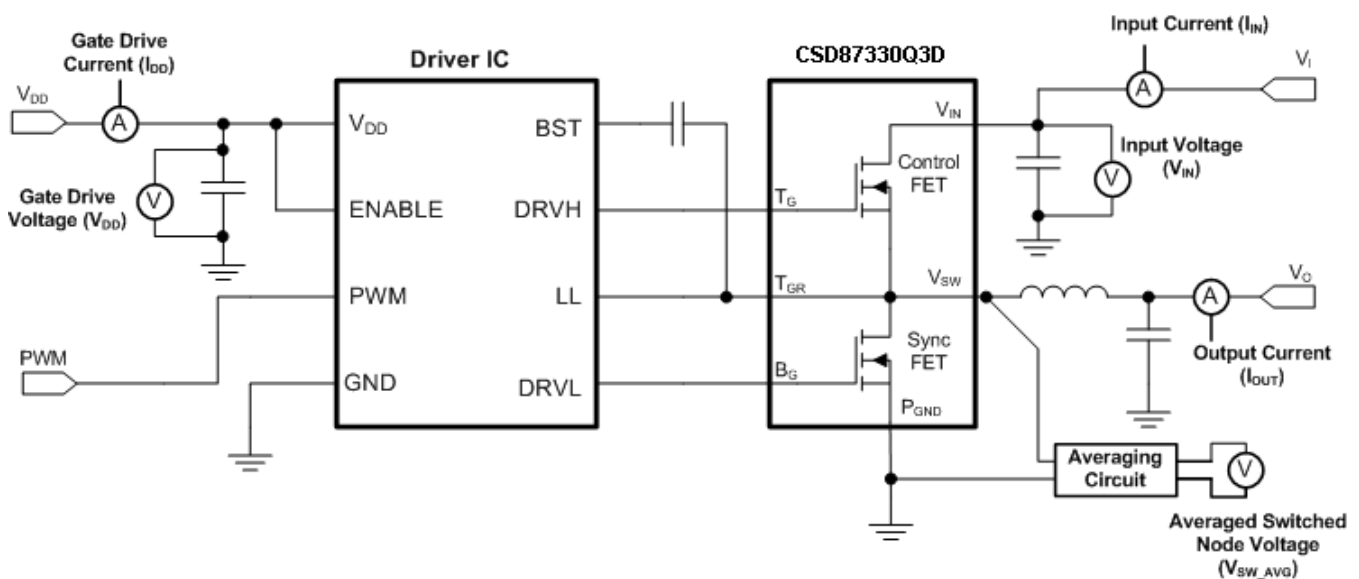 Gate Drive
Current (IDD)
VDD
A
Gate Drive
Voltage (VDD)
V
PWM
Driver IC
VDD
ENABLE
PWM
GND
BST
DRVH
LL
DRVL
CSD87330Q3D
VIN
Control
FET
TG
TGR
VSW
Sync
FET
BG
PGND
Input Current (IIN)
VI
A
V
Input Voltage
(VIN)
VO
A
Output Current
(IOUT)
Averaging
Circuit
V
Averaged Switched
Node Voltage
(VSW_AVG)